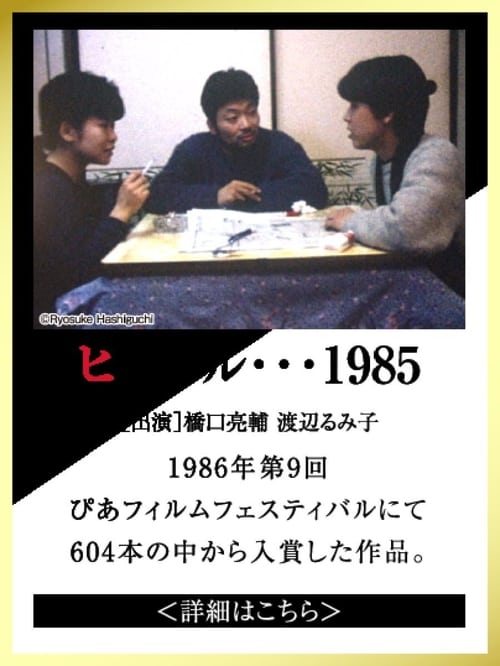 ©Ryosuke Hashiguchi
ヒ ル・・・1985
出演]橋口亮輔 渡辺るみ子
1986年第9回
ぴあフィルムフェスティバルにて
604本の中から入賞した作品。
＜詳細はこちら＞